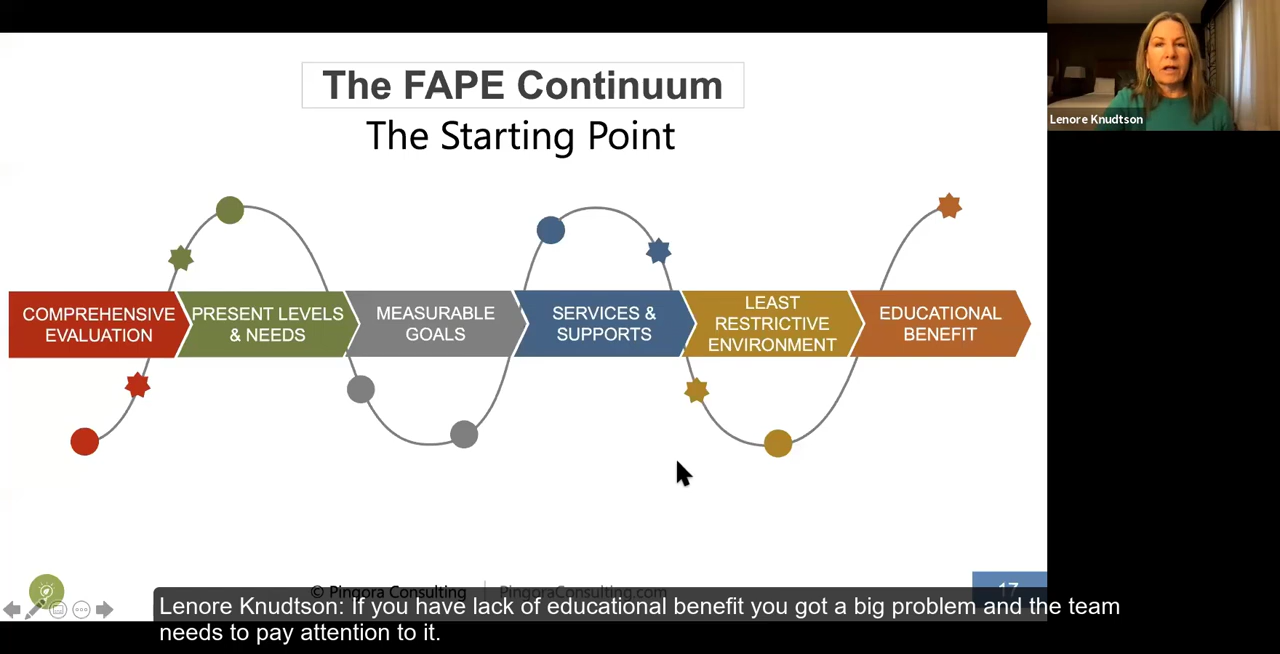 The FAPE Continuum
The Starting Point
Lenore Knudtson
COMPREHENSIVE
EVALUATION
PRESENT LEVELS
& NEEDS
MEASURABLE
GOALS
SERVICES &
SUPPORTS
LEAST
RESTRICTIVE
ENVIRONMENT
EDUCATIONAL
BENEFIT
© Pingora Consulting | PingoraConsulting.com
17
Lenore Knudtson: If you have lack of educational benefit you got a big problem and the team
needs to pay attention to it.